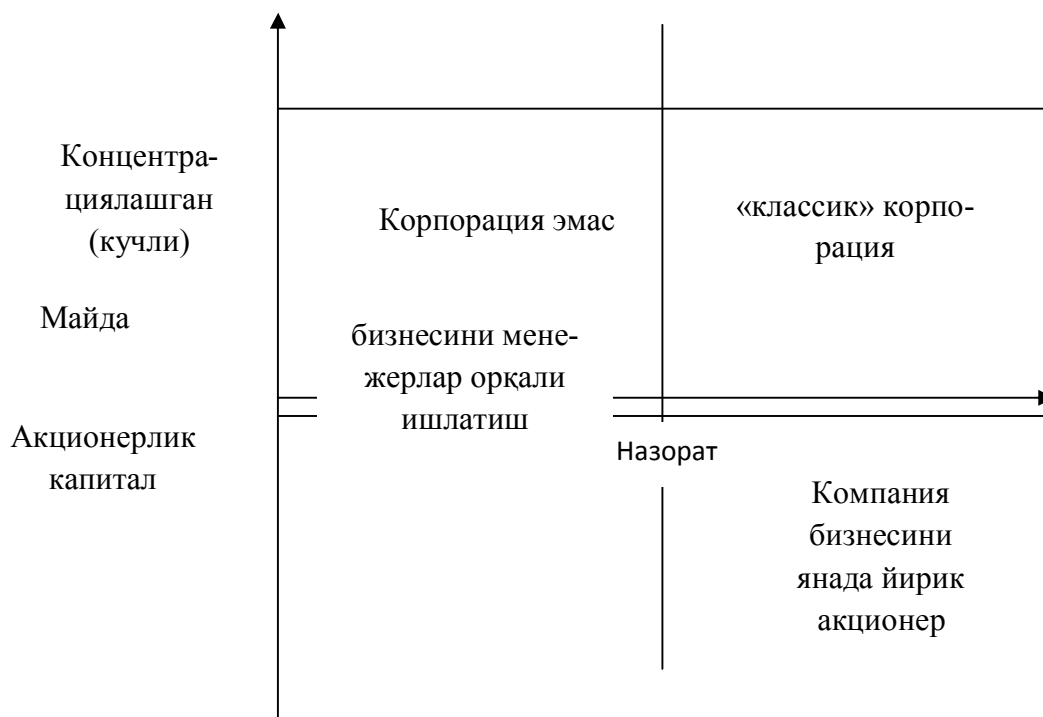 Концентра-
циялашган
(кучли)
Майда
Акционерлик
капитал
Корпорация эмас
«классик» корпо-
рация
бизнесини мене-
жерлар орқали
ишлатиш
Назорат
Компания
бизнесини
янада йирик
акционер